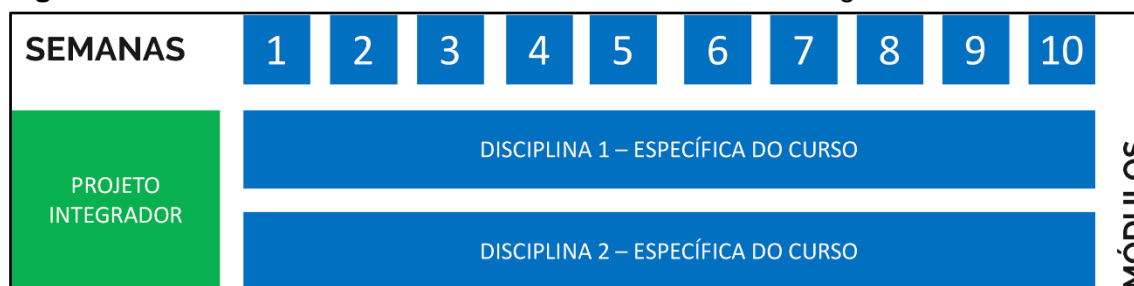 SEMANAS 1 2 3 4 5 6 7 8 9 10
DISCIPLINA 1 – ESPECÍFICA DO CURSO
PROJETO
INTEGRADOR
DISCIPLINA 2 – ESPECÍFICA DO CURSO
MÓDULOS